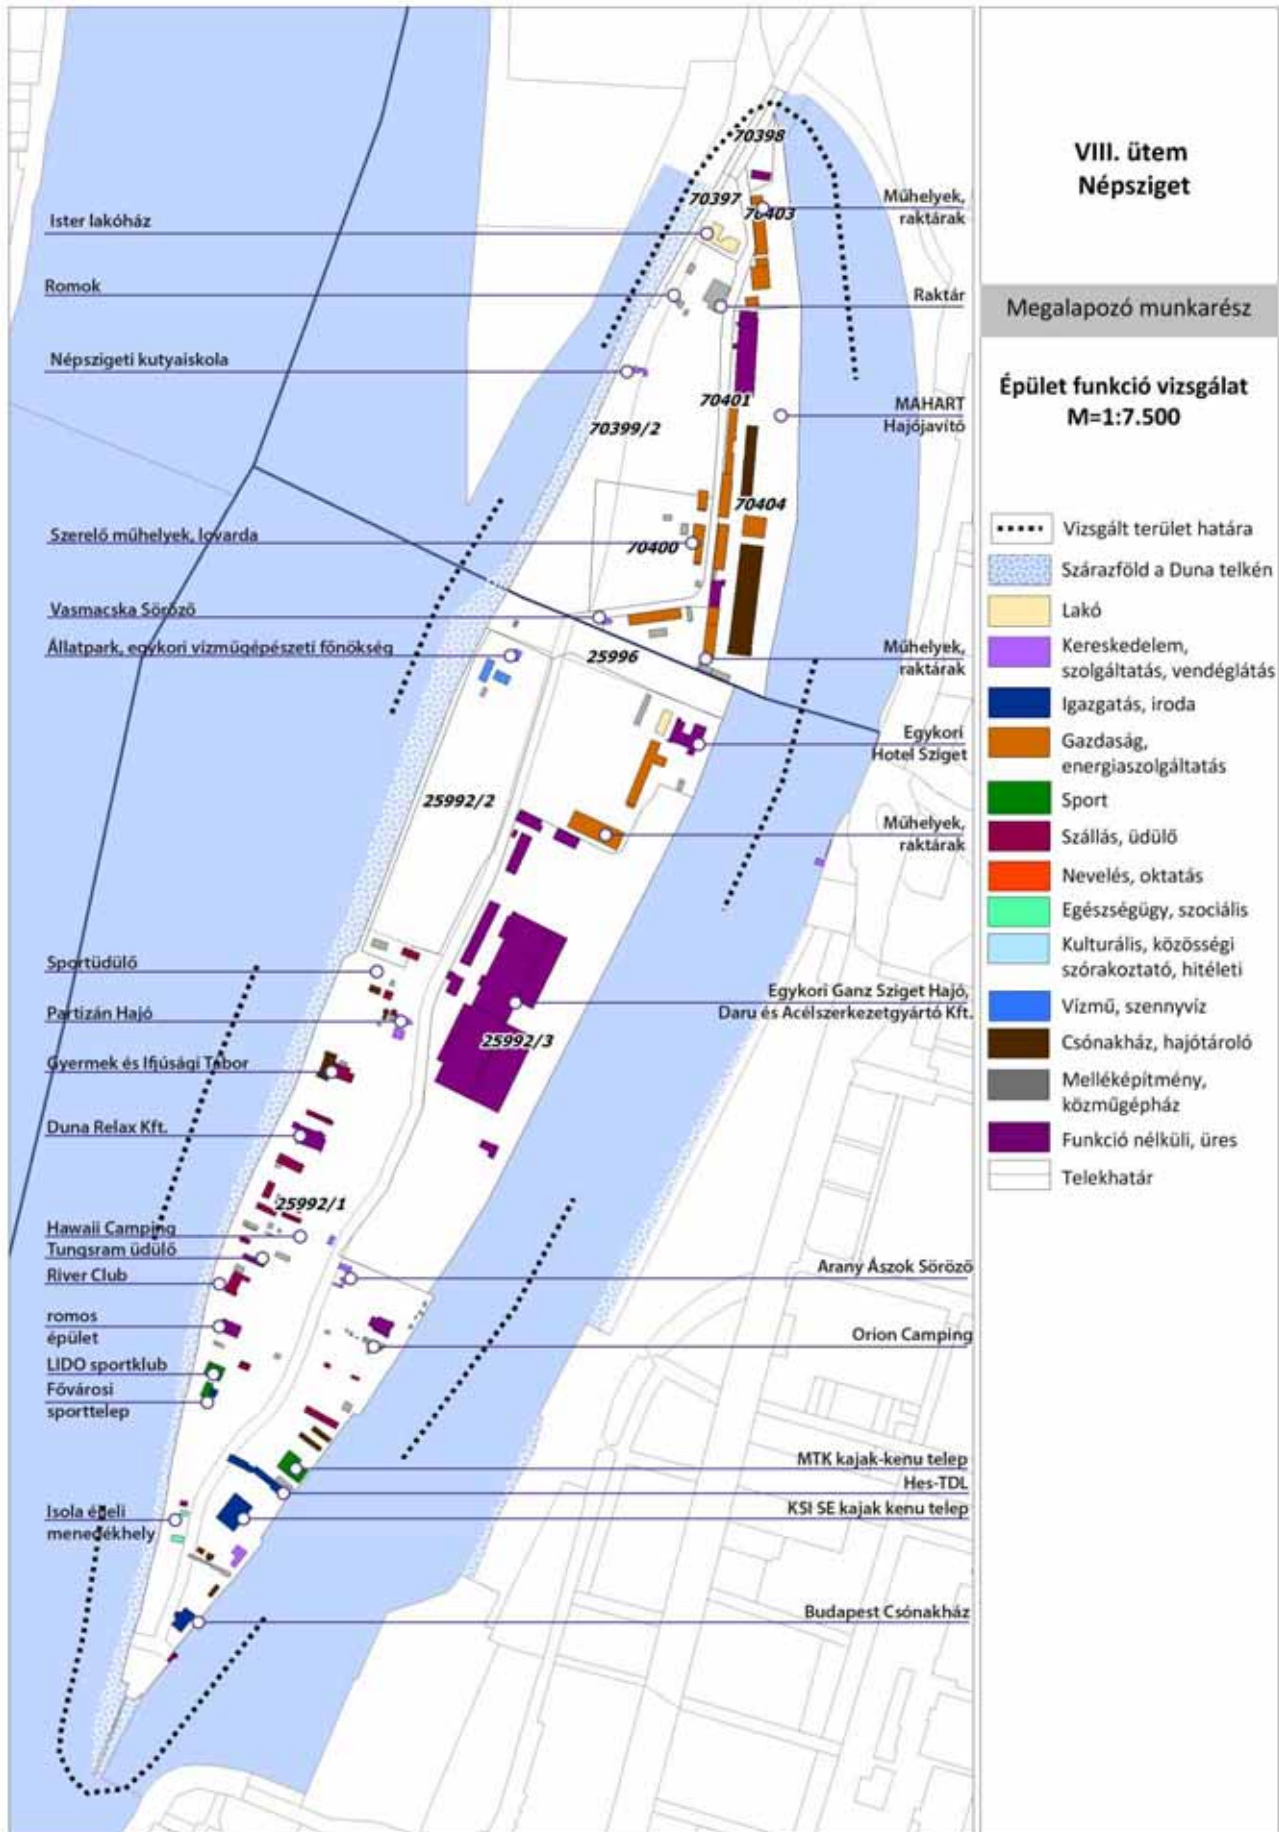 VIII. ütem
Népsziget
Megalapozó munkarész
Épület funkció vizsgálat
M=1:7.500
Vizsgált terület határa
Szárazföld a Duna telkén
Lakó
Kereskedelem,
szolgáltatás, vendéglátás
Igazgatás, iroda
Gazdaság,
energiaszolgáltatás
Sport
Szállás, üdülő
Nevelés, oktatás
Egészségügy, szociális
Kulturális, közösségi
szórakoztató, hitéleti
Vízmű, szennyvíz
Csónakház, hajótároló
Melléképítmény,
közműgépház
Funkció nélküli, üres
Telekhatár
Ister lakóház
Romok
Népszigeti kutyaiskola
Szerelő műhelyek, lovarda
Vasmacska Söröző
Állatpark, egykori vízműgépészeti főnökség
Sportüdülő
Partizán Hajó
Gyermek és Ifjúsági Tábor
Duna Relax Kft.
Hawaii Camping
Tungsram üdülő
River Club
romos
épület
LIDO sportklub
Fővárosi
sporttelep
Isola éjjeli
menedékhely
70398
70397
70403
70401
70399/2
70404
70400
25996
25992/2
25992/3
25992/1
Műhelyek,
raktárak
Raktár
MAHART
Hajójavító
Műhelyek,
raktárak
Egykori
Hotel Sziget
Műhelyek,
raktárak
Egykori Ganz Sziget Hajó,
Daru és Acélszerkezetgyártó Kft.
Arany Ászok Söröző
Orion Camping
MTK kajak-kenu telep
Hes-TDL
KSI SE kajak kenu telep
Budapest Csónakház